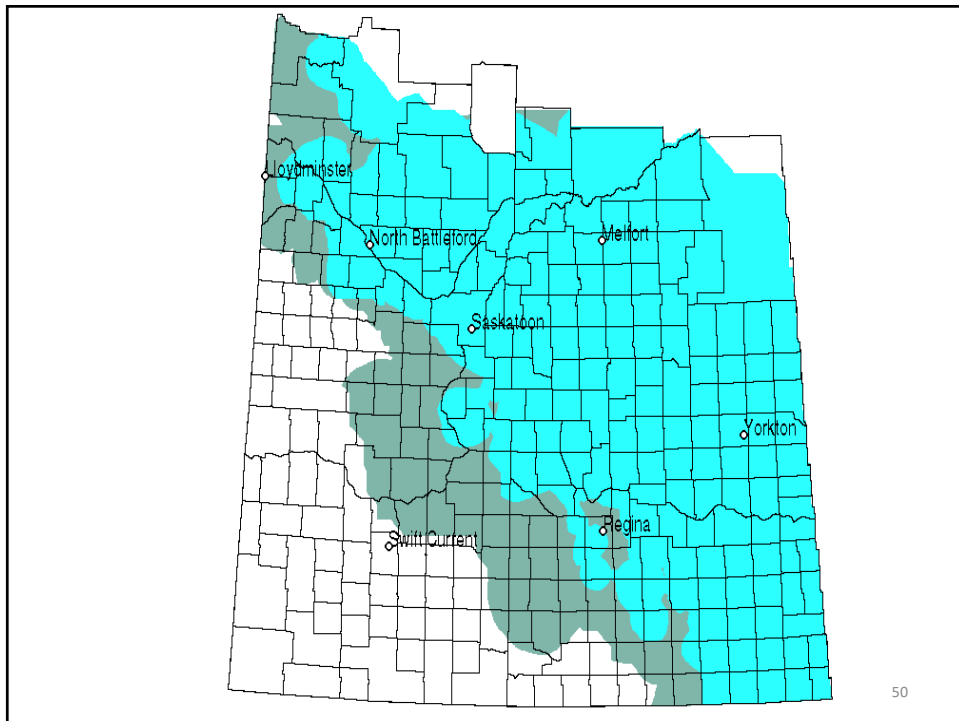 Lloydminster
North Battleford
Melfort
Saskatoon
Yorkton
Regina
Swift Current
50